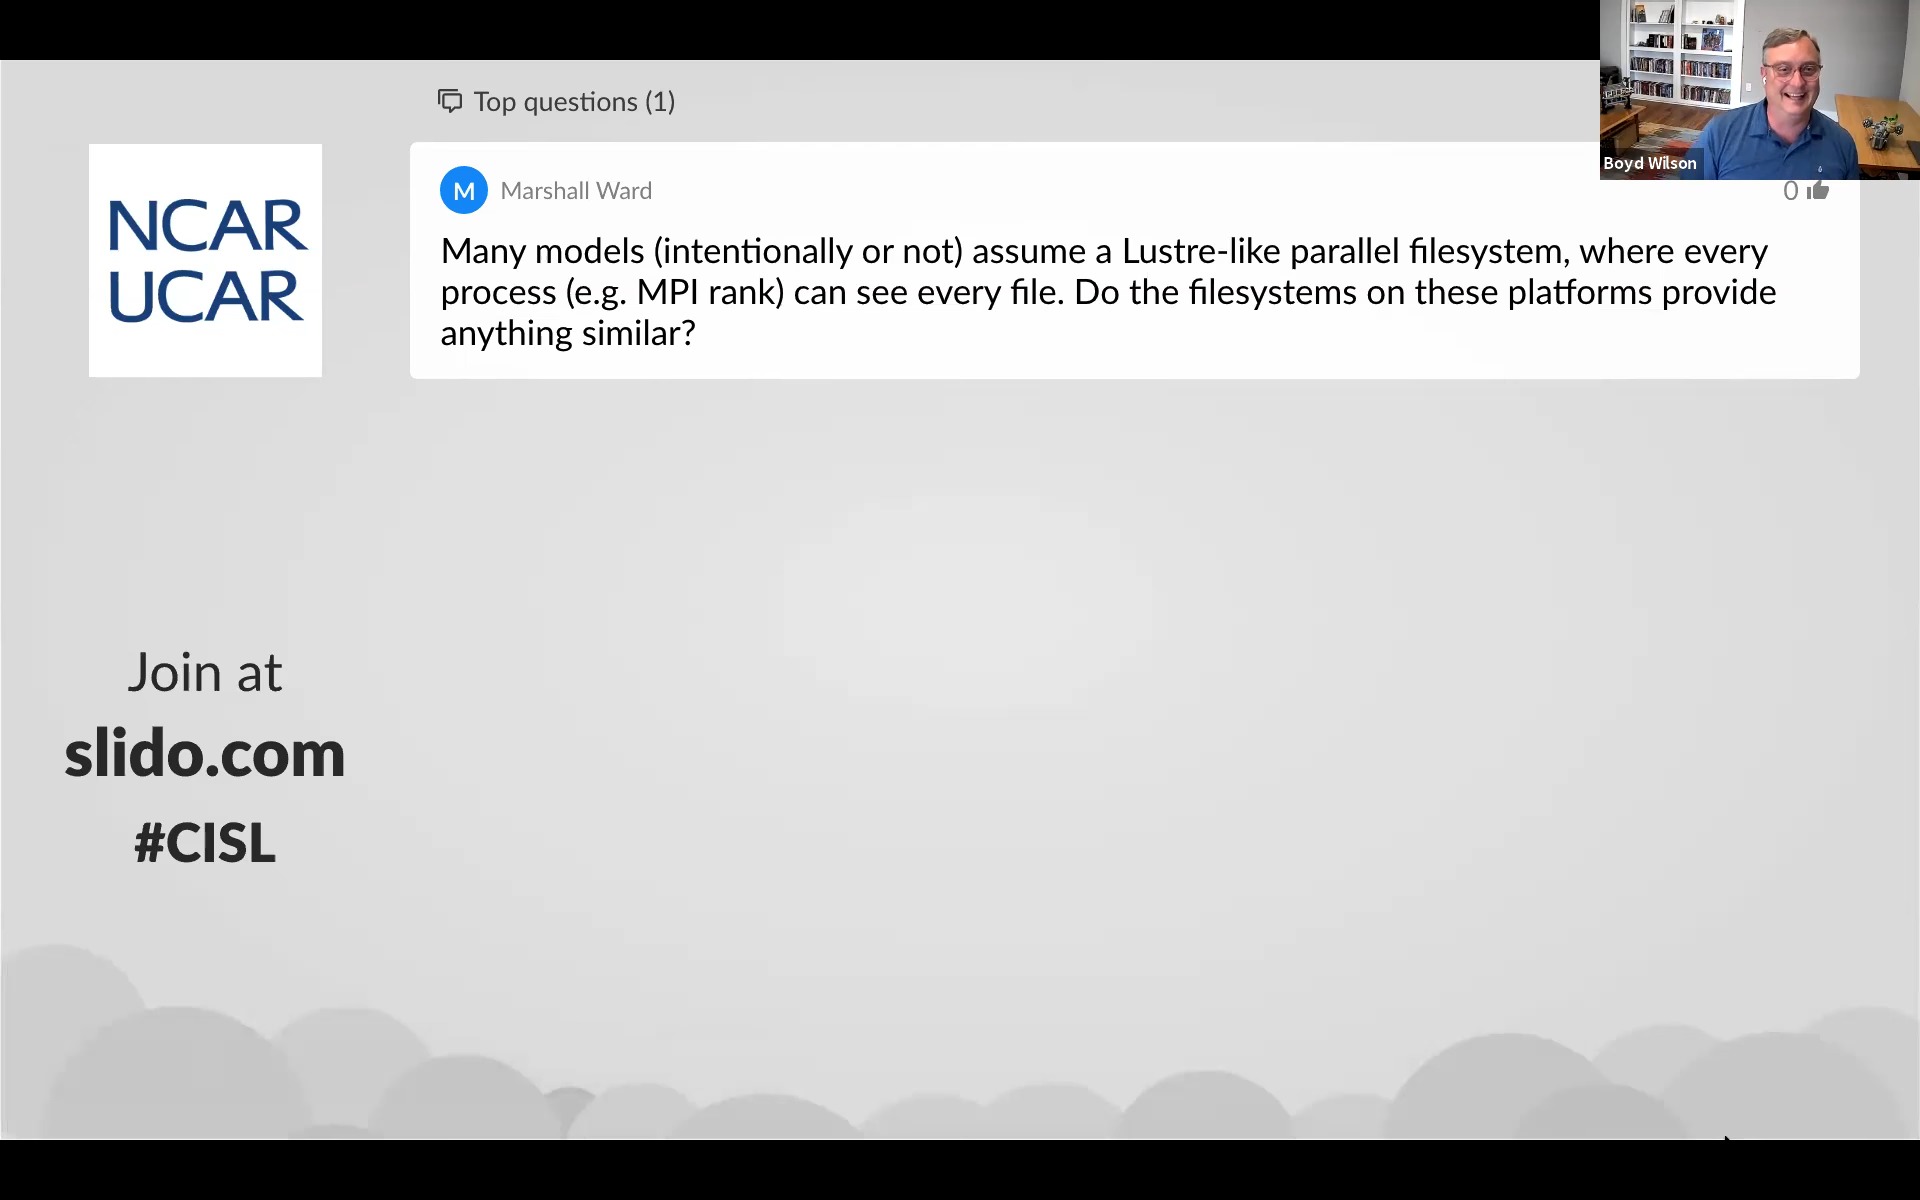 Top questions (1)
Boyd Wilson
NCAR
UCAR
M Marshall Ward
0
Many models (intentionally or not) assume a Lustre-like parallel filesystem, where every
process (e.g. MPI rank) can see every file. Do the filesystems on these platforms provide
anything similar?
Join at
slido.com
#CISL